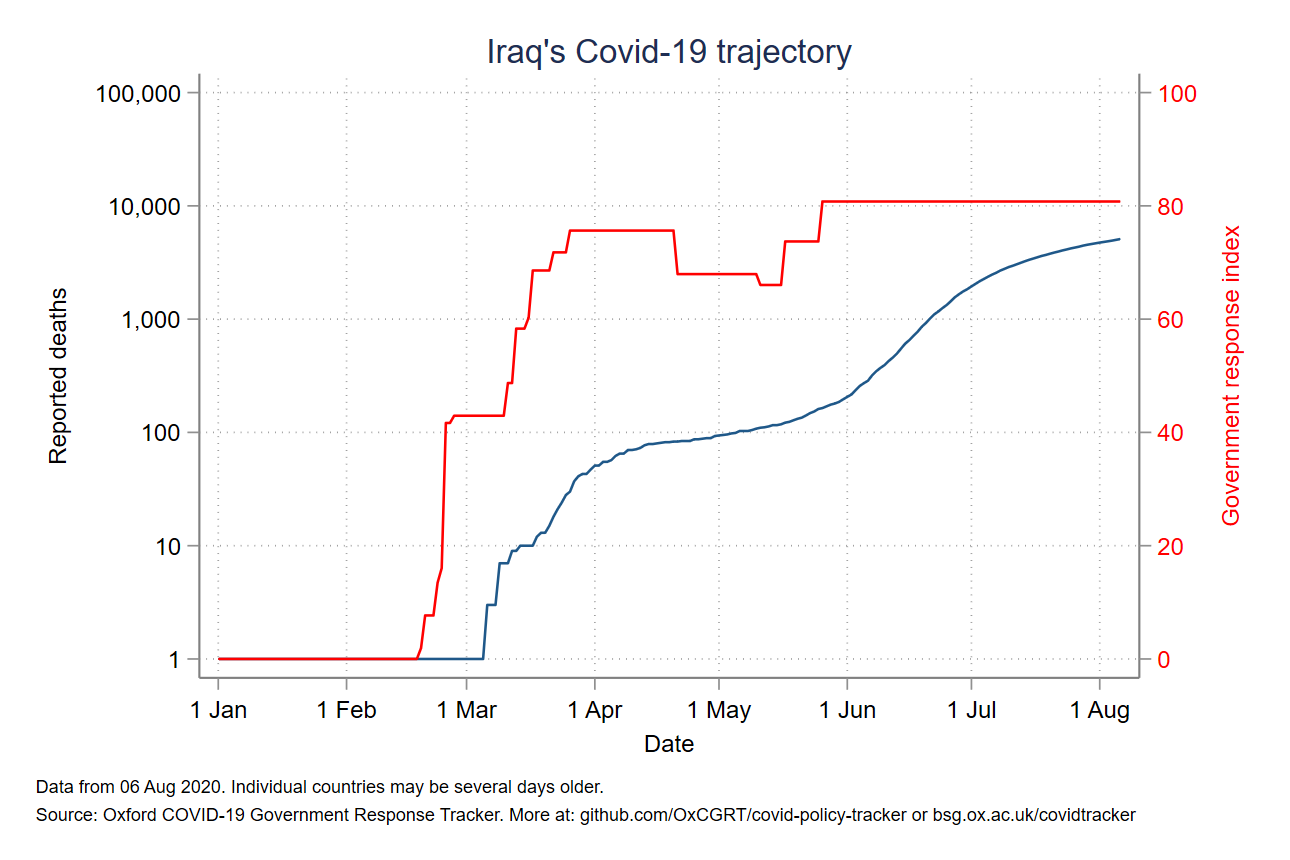 Iraq's Covid-19 trajectory
100,000
10,000
1,000
100
10
1
Reported deaths
100
80
60
40
20
0
Government response index
1 Jan 1 Feb 1 Mar 1 Apr 1 May 1 Jun 1 Jul 1 Aug
Date
Data from 06 Aug 2020. Individual countries may be several days older.
Source: Oxford COVID-19 Government Response Tracker. More at: github.com/OxCGRT/covid-policy-tracker or bsg.ox.ac.uk/covidtracker